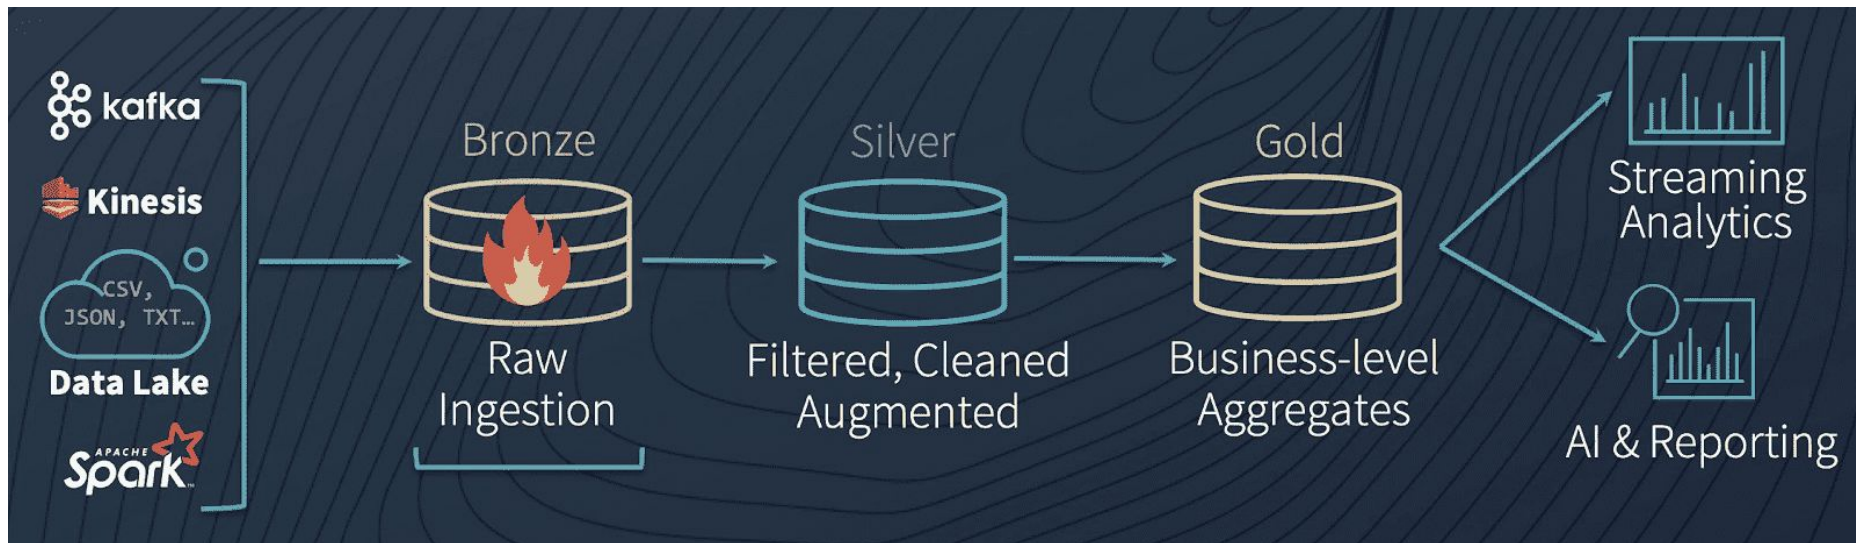 kafka
Kinesis
CSV,
JSON, TXT...
Data Lake
APACHE
Spark™
Bronze
Raw
Ingestion
Silver
Filtered, Cleaned
Augmented
Gold
Business-level
Aggregates
Streaming
Analytics
AI & Reporting